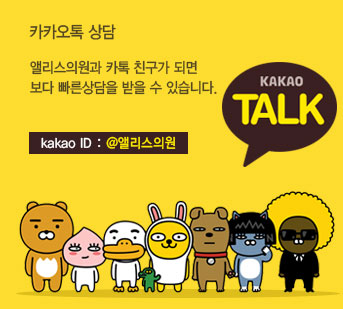 카카오톡 상담
앨리스의원과 카톡 친구가 되면
보다 빠른상담을 받을 수 있습니다.
KAKAO
TALK
kakao ID : @앨리스의원